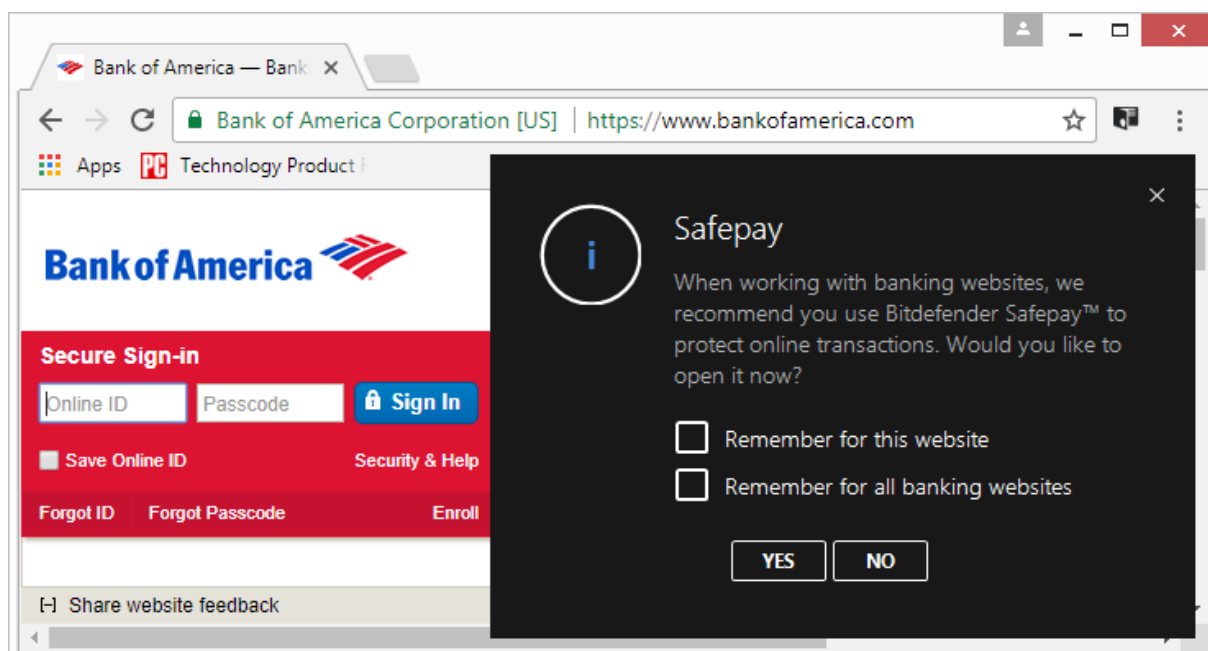 Bank of America — Banki
Bank of America Corporation [US] | https://www.bankofamerica.com
Apps PC Technology Product
Bank of America
Secure Sign-in
Online ID Passcode Sign In
Save Online ID Security & Help
Forgot ID Forgot Passcode Enroll
[-] Share website feedback
i
Safepay
When working with banking websites, we
recommend you use Bitdefender Safepay™ to
protect online transactions. Would you like to
open it now?
Remember for this website
Remember for all banking websites
YES NO